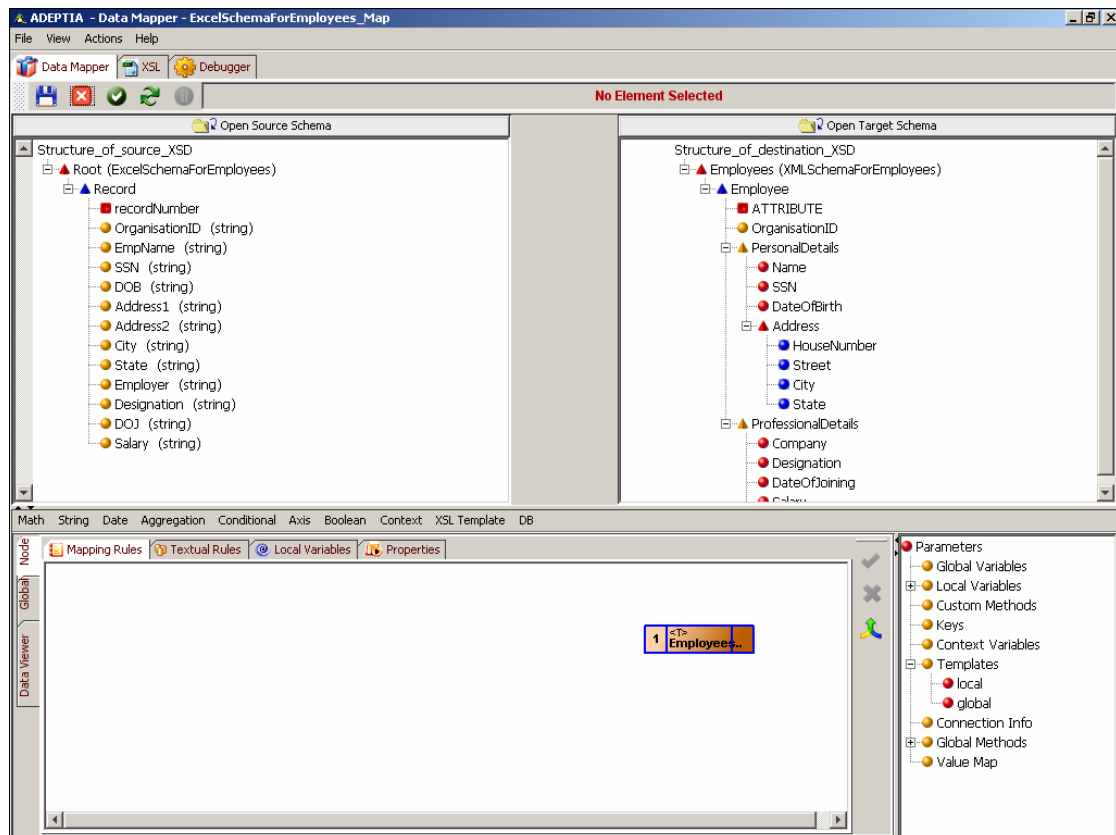 ADEPTIA - Data Mapper - ExcelSchemaForEmployees_Map
File View Actions Help
Data Mapper XSL Debugger
No Element Selected
Open Source Schema
Structure_of_source_XSD
Root (ExcelSchemaForEmployees)
Record
recordNumber
OrganisationID (string)
EmpName (string)
SSN (string)
DOB (string)
Address1 (string)
Address2 (string)
City (string)
State (string)
Employer (string)
Designation (string)
DOJ (string)
Salary (string)
Open Target Schema
Structure_of_destination_XSD
Employees (XMLSchemaForEmployees)
Employee
ATTRIBUTE
OrganisationID
PersonalDetails
Name
SSN
DateOfBirth
Address
HouseNumber
Street
City
State
ProfessionalDetails
Company
Designation
DateOfJoining
Salary
Math String Date Aggregation Conditional Axis Boolean Context XSL Template DB
Node
Global
Data Viewer
Mapping Rules Textual Rules Local Variables Properties
1 <T>
Employees..
Parameters
Global Variables
Local Variables
Custom Methods
Keys
Context Variables
Templates
local
global
Connection Info
Global Methods
Value Map